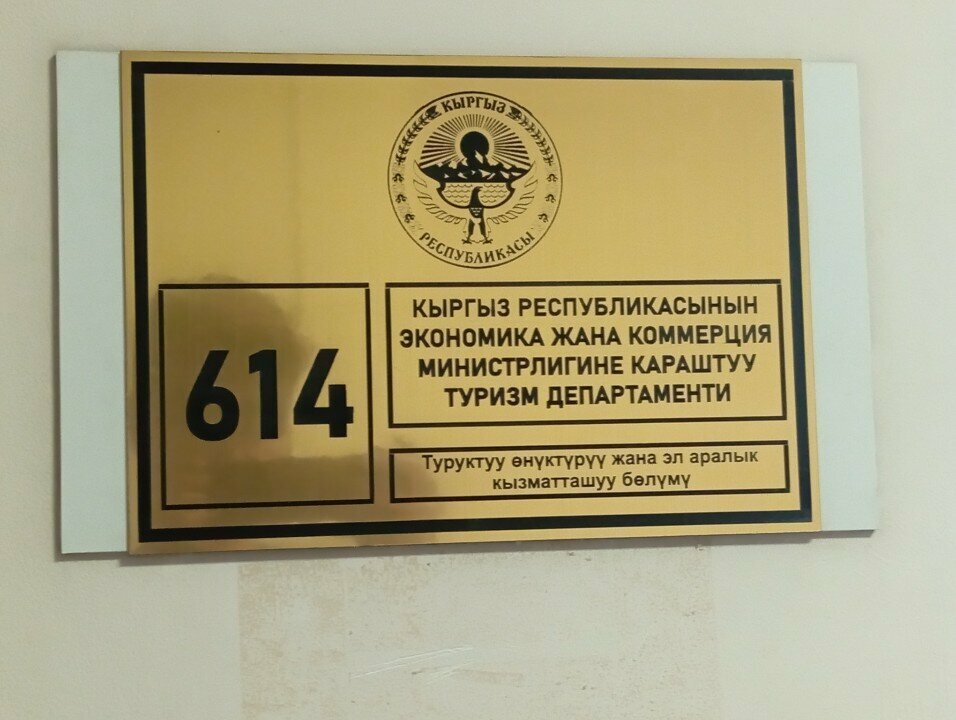 КЫРГЫЗ
РЕСПУБЛИКАСЫ
614
КЫРГЫЗ РЕСПУБЛИКАСЫНЫН
ЭКОНОМИКА ЖАНА КОММЕРЦИЯ
МИНИСТРЛИГИНЕ КАРАШТУУ
ТУРИЗМ ДЕПАРТАМЕНТИ
Туруктуу өнүктүрүү жана эл аралык
кызматташуу бөлүмү